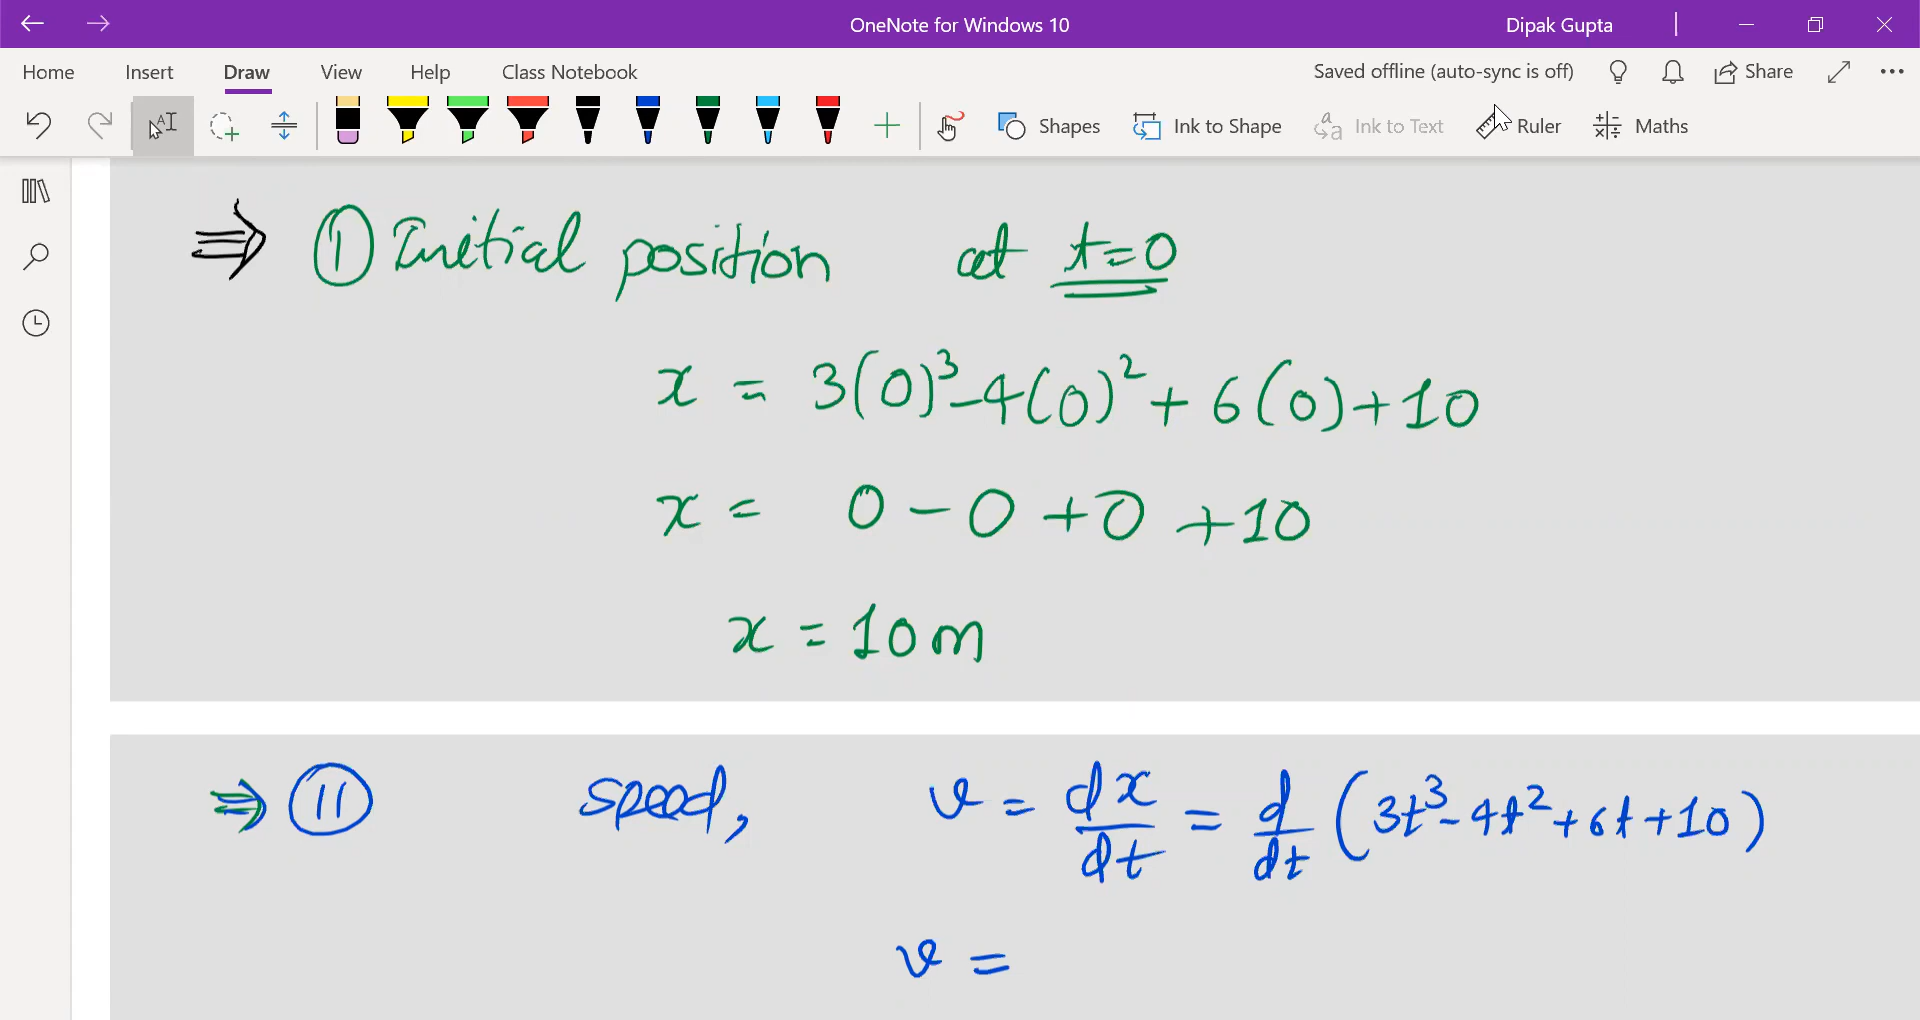 OneNote for Windows 10 Dipak Gupta
Home Insert Draw View Help Class Notebook Saved offline (auto-sync is off) Share
Shapes Ink to Shape Ink to Text Ruler Maths
⇒ ① Initial position at t=0
x = 3(0)³-4(0)²+6(0)+10
x = 0-0+0+10
x = 10m
⇒ (II) speed, v = dx/dt = d/dt (3t³-4t²+6t+10)
v =